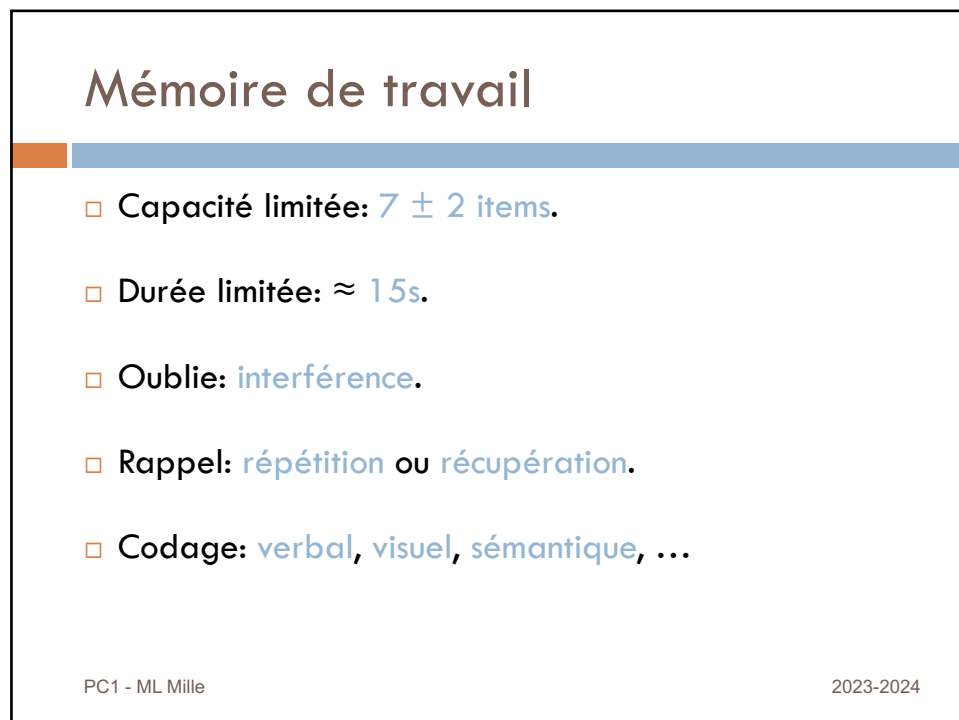 Mémoire de travail
Capacité limitée: 7 ± 2 items.
Durée limitée: ≈ 15s.
Oublie: interférence.
Rappel: répétition ou récupération.
Codage: verbal, visuel, sémantique, …
PC1 - ML Mille
2023-2024